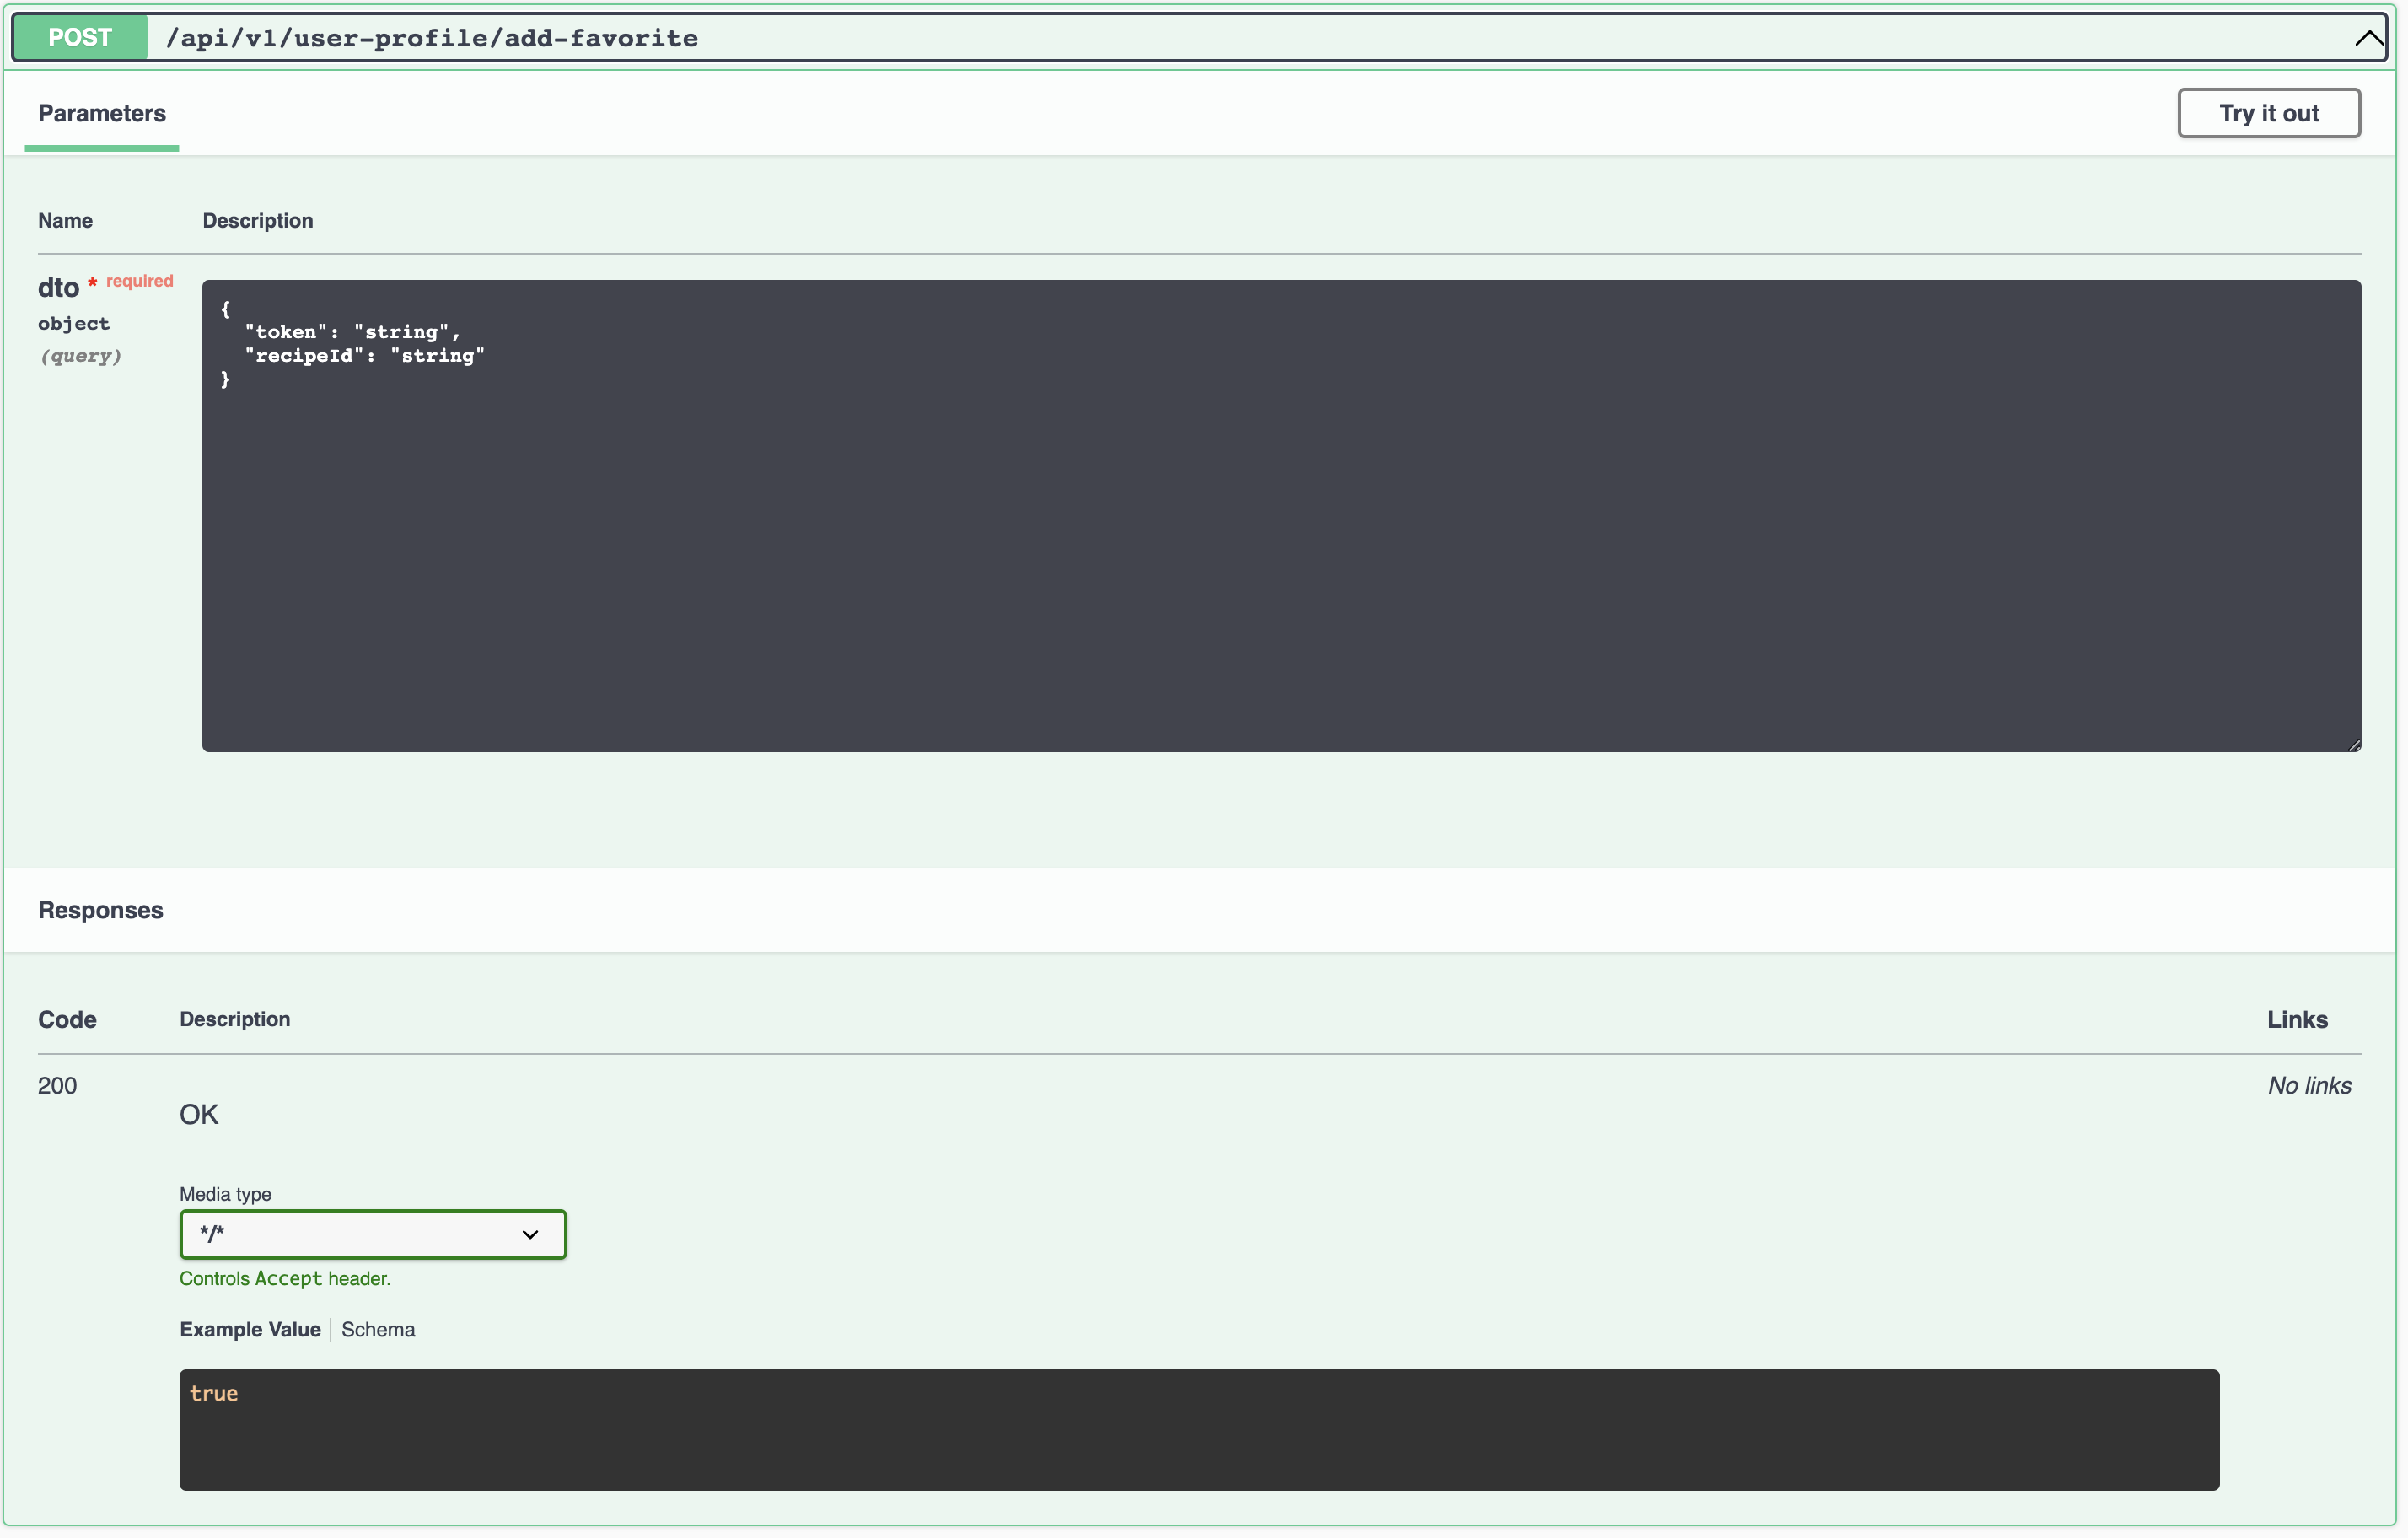 POST /api/v1/user-profile/add-favorite
Parameters
Try it out
Name Description
dto * required
object
(query)
{
  "token": "string",
  "recipeId": "string"
}
Responses
Code Description Links
200 No links
OK
Media type
*/*
Controls Accept header.
Example Value Schema
true